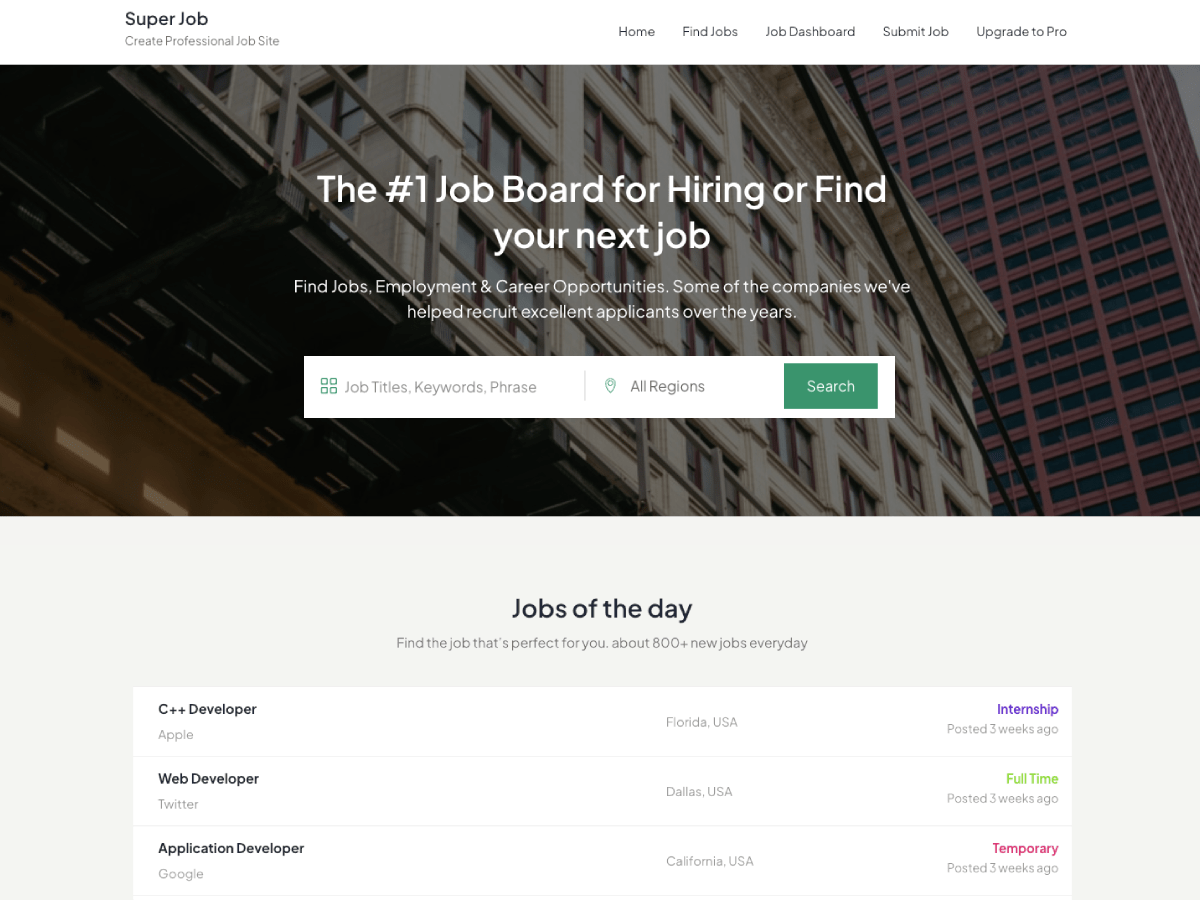 Super Job
Create Professional Job Site
Home Find Jobs Job Dashboard Submit Job Upgrade to Pro
The #1 Job Board for Hiring or Find
your next job
Find Jobs, Employment & Career Opportunities. Some of the companies we've
helped recruit excellent applicants over the years.
Job Titles, Keywords, Phrase All Regions Search
Jobs of the day
Find the job that's perfect for you. about 800+ new jobs everyday
C++ Developer
Apple
Florida, USA
Internship
Posted 3 weeks ago
Web Developer
Twitter
Dallas, USA
Full Time
Posted 3 weeks ago
Application Developer
Google
California, USA
Temporary
Posted 3 weeks ago